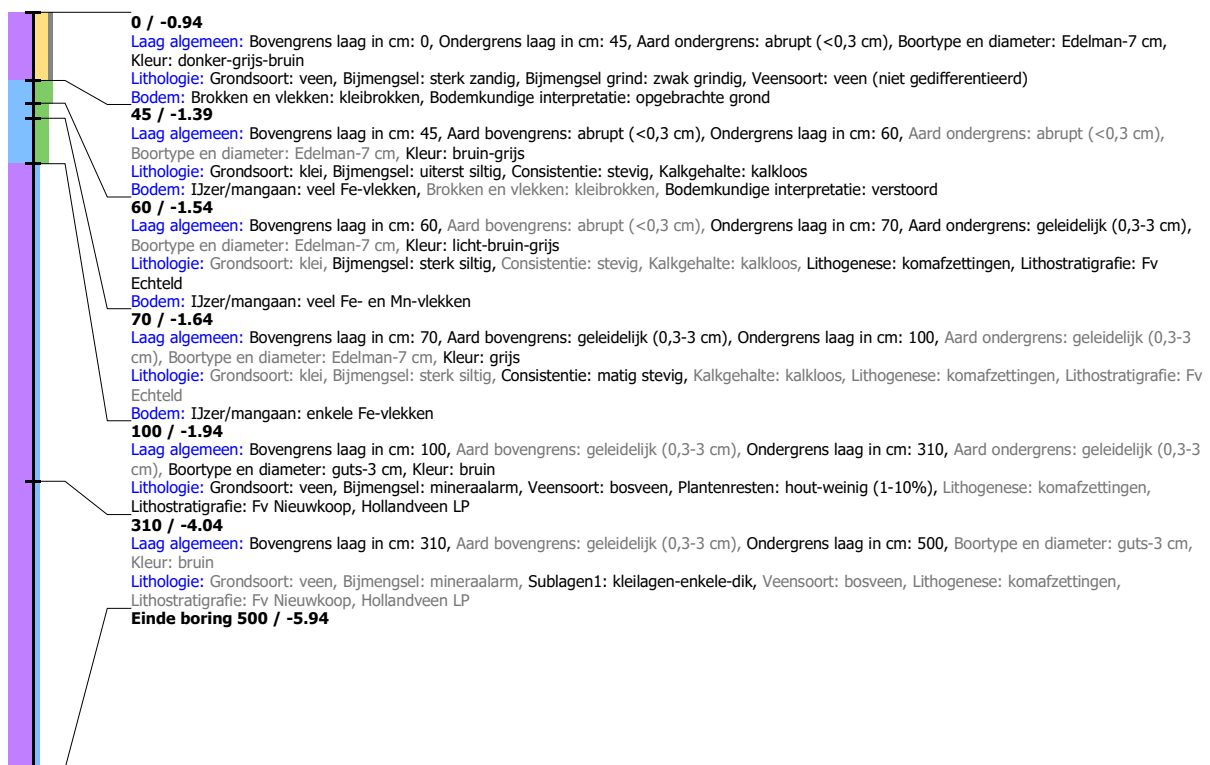 0 / -0.94
Laag algemeen: Bovengrens laag in cm: 0, Ondergrens laag in cm: 45, Aard ondergrens: abrupt (<0,3 cm), Boortype en diameter: Edelman-7 cm,
Kleur: donker-grijs-bruin
Lithologie: Grondsoort: veen, Bijmengsel: sterk zandig, Bijmengsel grind: zwak grindig, Veensoort: veen (niet gedifferentieerd)
Bodem: Brokken en vlekken: kleibrokken, Bodemkundige interpretatie: opgebrachte grond
45 / -1.39
Laag algemeen: Bovengrens laag in cm: 45, Aard bovengrens: abrupt (<0,3 cm), Ondergrens laag in cm: 60, Aard ondergrens: abrupt (<0,3 cm),
Boortype en diameter: Edelman-7 cm, Kleur: bruin-grijs
Lithologie: Grondsoort: klei, Bijmengsel: uiterst siltig, Consistentie: stevig, Kalkgehalte: kalkloos
Bodem: IJzer/mangaan: veel Fe-vlekken, Brokken en vlekken: kleibrokken, Bodemkundige interpretatie: verstoord
60 / -1.54
Laag algemeen: Bovengrens laag in cm: 60, Aard bovengrens: abrupt (<0,3 cm), Ondergrens laag in cm: 70, Aard ondergrens: geleidelijk (0,3-3 cm),
Boortype en diameter: Edelman-7 cm, Kleur: licht-bruin-grijs
Lithologie: Grondsoort: klei, Bijmengsel: sterk siltig, Consistentie: stevig, Kalkgehalte: kalkloos, Lithogenese: komafzettingen, Lithostratigrafie: Fv
Echteld
Bodem: IJzer/mangaan: veel Fe- en Mn-vlekken
70 / -1.64
Laag algemeen: Bovengrens laag in cm: 70, Aard bovengrens: geleidelijk (0,3-3 cm), Ondergrens laag in cm: 100, Aard ondergrens: geleidelijk (0,3-3
cm), Boortype en diameter: Edelman-7 cm, Kleur: grijs
Lithologie: Grondsoort: klei, Bijmengsel: sterk siltig, Consistentie: matig stevig, Kalkgehalte: kalkloos, Lithogenese: komafzettingen, Lithostratigrafie: Fv
Echteld
Bodem: IJzer/mangaan: enkele Fe-vlekken
100 / -1.94
Laag algemeen: Bovengrens laag in cm: 100, Aard bovengrens: geleidelijk (0,3-3 cm), Ondergrens laag in cm: 310, Aard ondergrens: geleidelijk (0,3-3
cm), Boortype en diameter: guts-3 cm, Kleur: bruin
Lithologie: Grondsoort: veen, Bijmengsel: mineraalarm, Veensoort: bosveen, Plantenresten: hout-weinig (1-10%), Lithogenese: komafzettingen,
Lithostratigrafie: Fv Nieuwkoop, Hollandveen LP
310 / -4.04
Laag algemeen: Bovengrens laag in cm: 310, Aard bovengrens: geleidelijk (0,3-3 cm), Ondergrens laag in cm: 500, Boortype en diameter: guts-3 cm,
Kleur: bruin
Lithologie: Grondsoort: veen, Bijmengsel: mineraalarm, Sublagen1: kleilagen-enkele-dik, Veensoort: bosveen, Lithogenese: komafzettingen,
Lithostratigrafie: Fv Nieuwkoop, Hollandveen LP
Einde boring 500 / -5.94